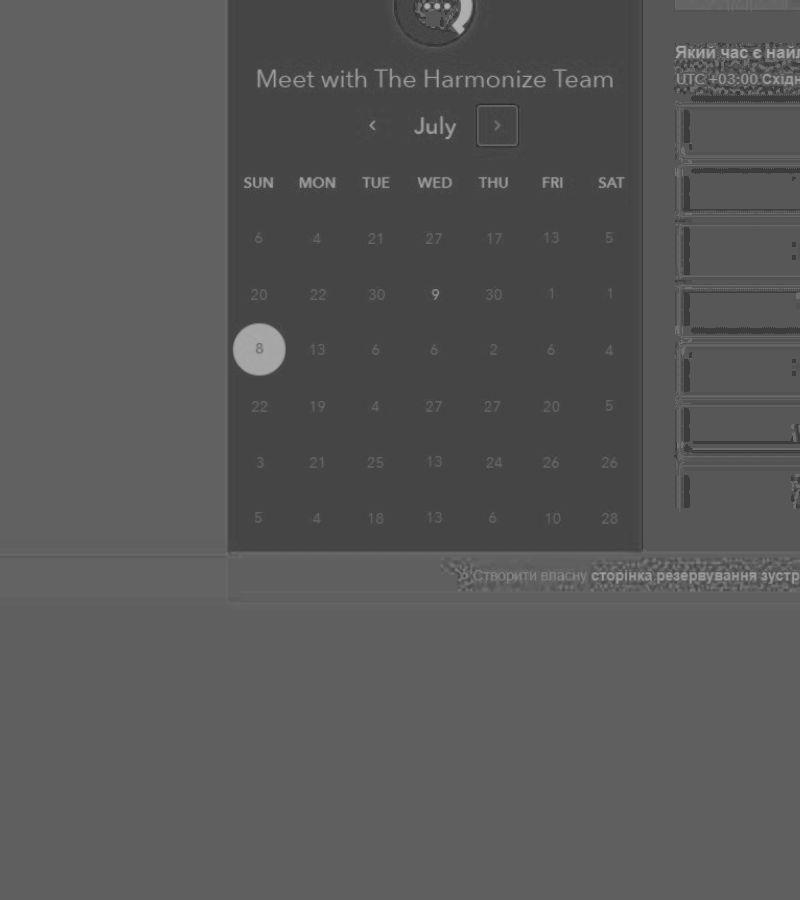 Meet with The Harmonize Team
‹ July ›
SUN MON TUE WED THU FRI SAT
6 4 21 27 17 13 5
20 22 30 9 30 1 1
8 13 6 6 2 6 4
22 19 4 27 27 20 5
3 21 25 13 24 26 26
5 4 18 13 6 10 28
Який час є найл
UTC +03:00 Східн
Створити власну сторінка резервування зустр